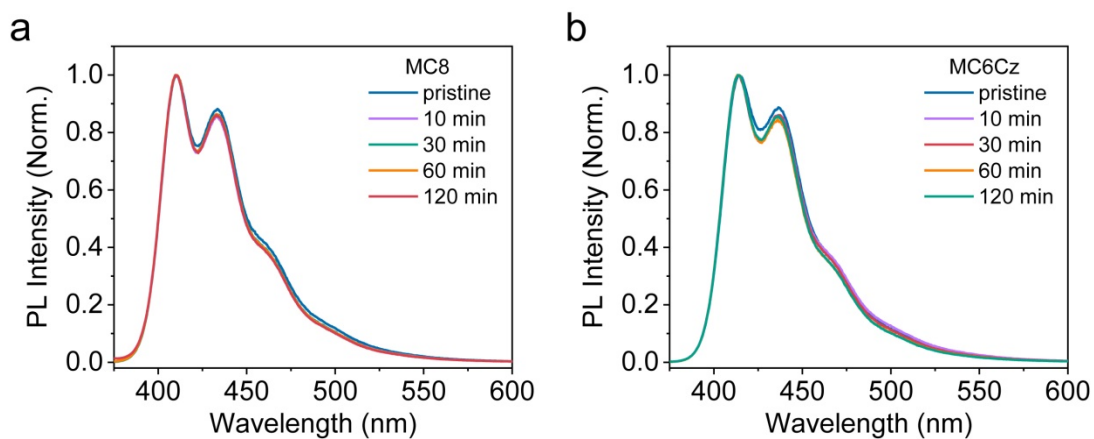 a
MC8
pristine
10 min
30 min
60 min
120 min
PL Intensity (Norm.)
1.0
0.8
0.6
0.4
0.2
0.0
400 450 500 550 600
Wavelength (nm)
b
MC6Cz
pristine
10 min
30 min
60 min
120 min
PL Intensity (Norm.)
1.0
0.8
0.6
0.4
0.2
0.0
400 450 500 550 600
Wavelength (nm)